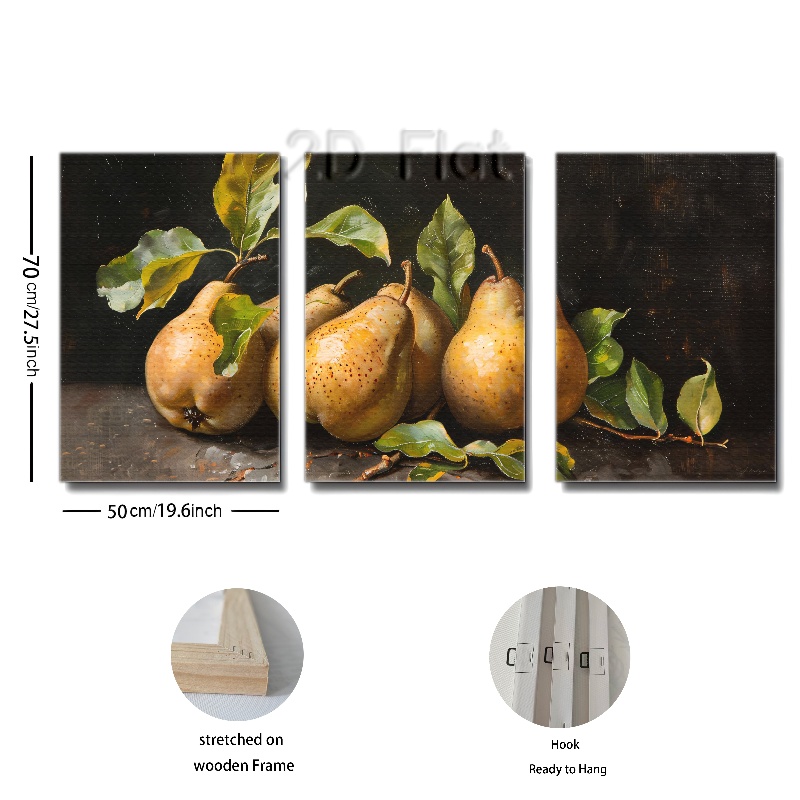 2D Flat
70 cm/27.5inch
50 cm/19.6inch
stretched on
wooden Frame
Hook
Ready to Hang